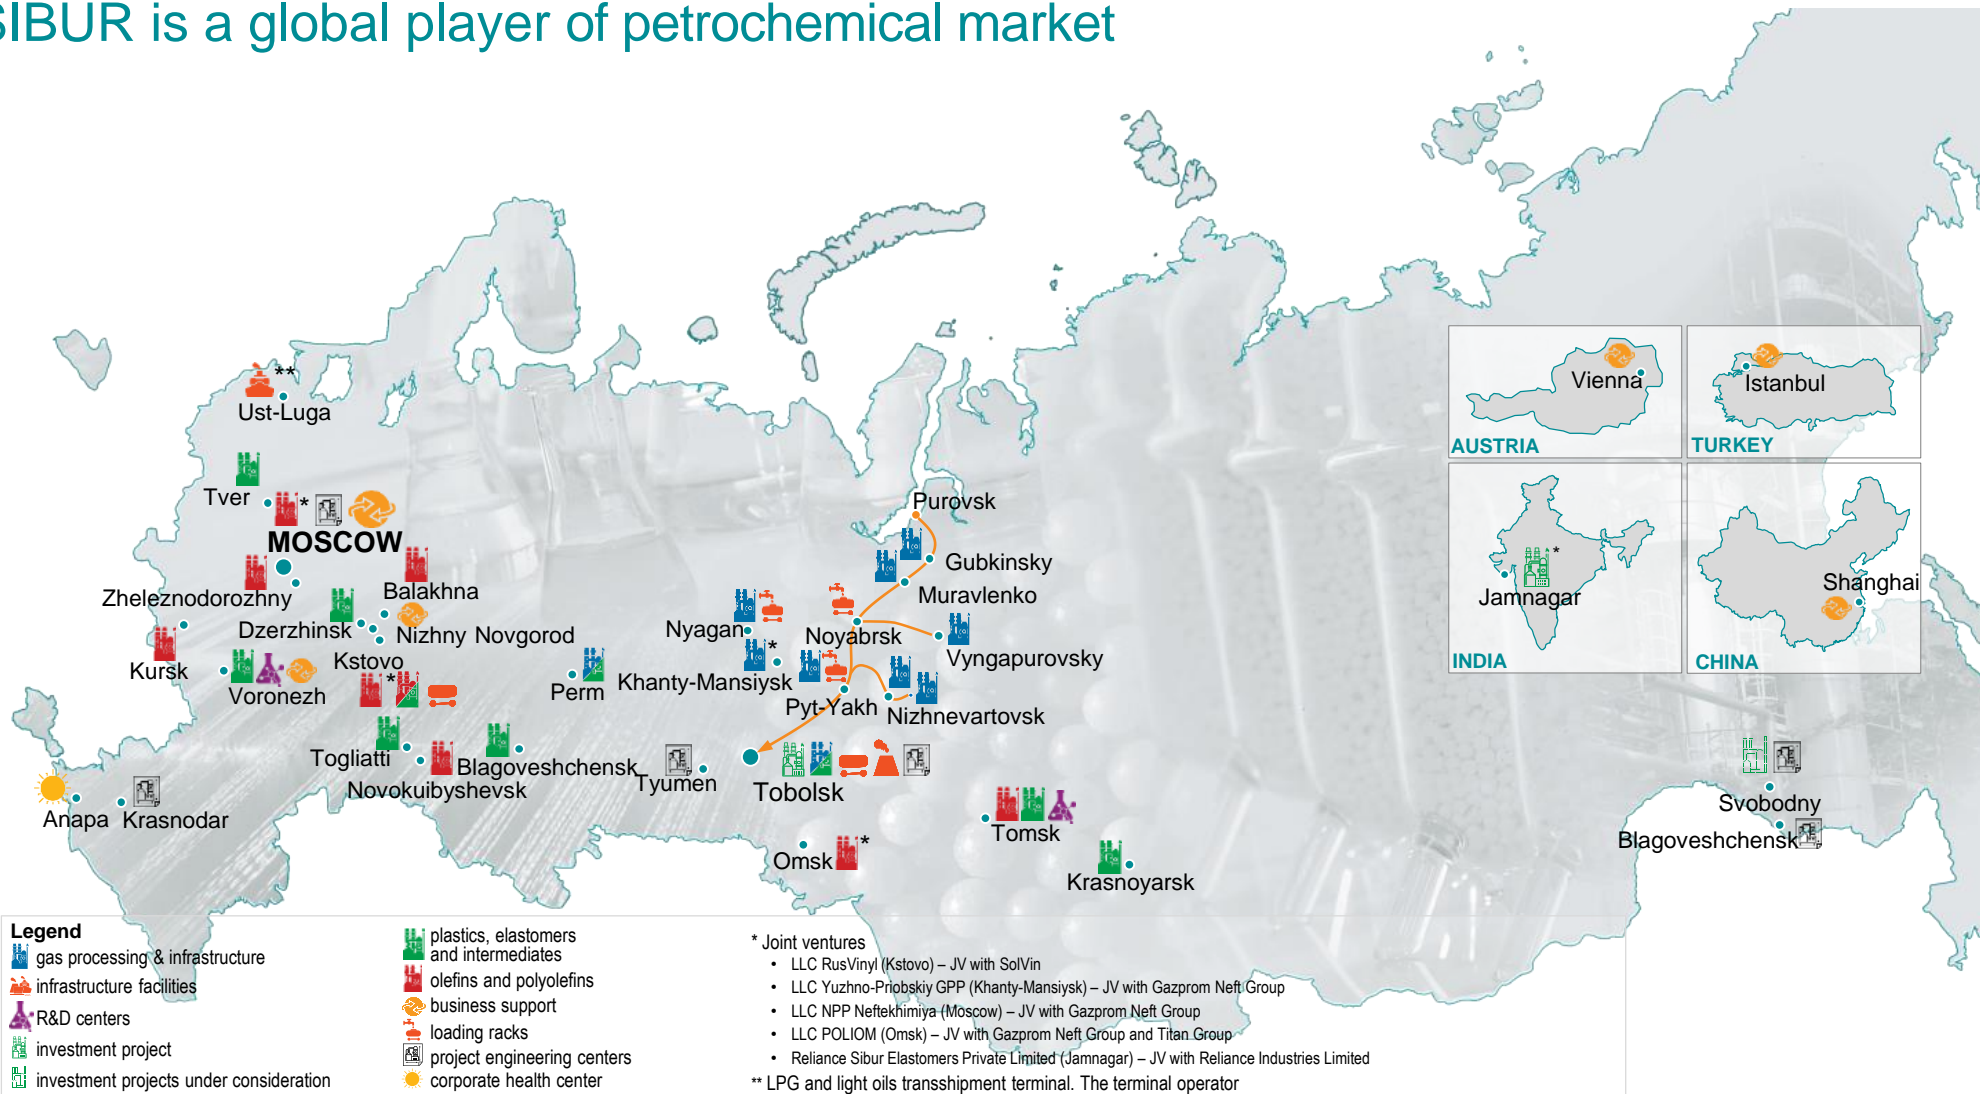 SIBUR is a global player of petrochemical market
**
Ust-Luga
Tver
*
MOSCOW
Zheleznodorozhny
Balakhna
Dzerzhinsk
Nizhny Novgorod
Kursk
Kstovo
*
Voronezh
Perm
Togliatti
Novokuibyshevsk
Blagoveshchensk
Anapa
Krasnodar
Tyumen
Tobolsk
Purovsk
Gubkinsky
Muravlenko
Nyagan
Noyabrsk
Vyngapurovsky
*
Khanty-Mansiysk
Pyt-Yakh
Nizhnevartovsk
Omsk
*
Tomsk
Krasnoyarsk
Svobodny
Blagoveshchensk
Vienna
AUSTRIA
Istanbul
TURKEY
*
Jamnagar
INDIA
Shanghai
CHINA
Legend
gas processing & infrastructure
infrastructure facilities
R&D centers
investment project
investment projects under consideration
plastics, elastomers
and intermediates
olefins and polyolefins
business support
loading racks
project engineering centers
corporate health center
* Joint ventures
• LLC RusVinyl (Kstovo) – JV with SolVin
• LLC Yuzhno-Priobskiy GPP (Khanty-Mansiysk) – JV with Gazprom Neft Group
• LLC NPP Neftekhimiya (Moscow) – JV with Gazprom Neft Group
• LLC POLIOM (Omsk) – JV with Gazprom Neft Group and Titan Group
• Reliance Sibur Elastomers Private Limited (Jamnagar) – JV with Reliance Industries Limited
** LPG and light oils transshipment terminal. The terminal operator